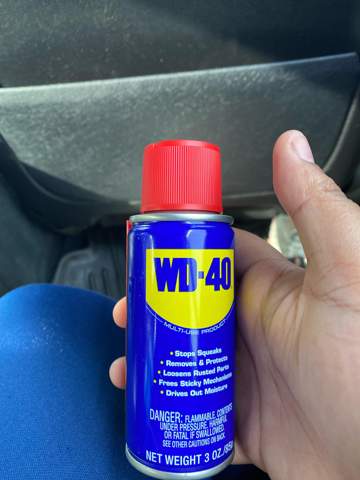 WD-40
MULTI-USE PRODUCT
• Stops Squeaks
• Removes & Protects
• Loosens Rusted Parts
• Frees Sticky Mechanisms
• Drives Out Moisture
DANGER: FLAMMABLE, CONTENTS
UNDER PRESSURE, HARMFUL
OR FATAL IF SWALLOWED.
SEE OTHER CAUTIONS ON BACK.
NET WEIGHT 3 OZ./85